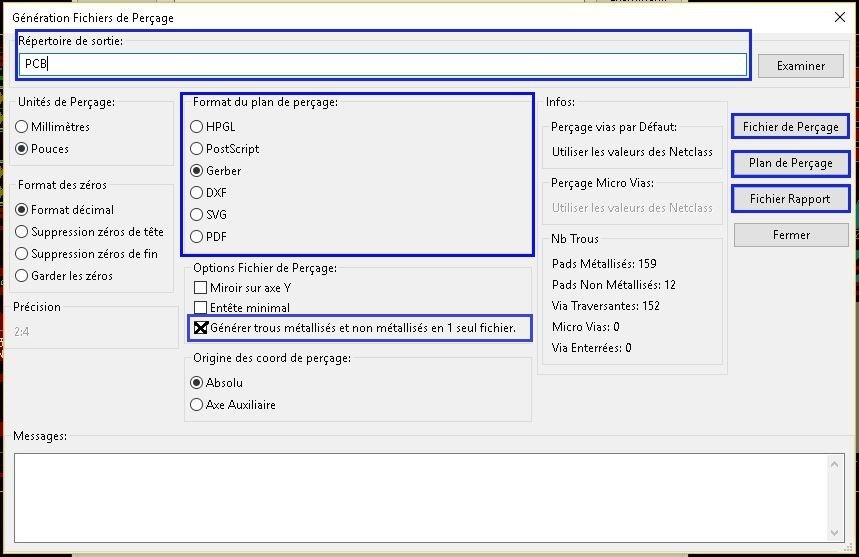 Génération Fichiers de Perçage
Répertoire de sortie:
PCB
Examiner
Unités de Perçage:
Millimètres
Pouces
Format des zéros
Format décimal
Suppression zéros de tête
Suppression zéros de fin
Garder les zéros
Précision
2:4
Format du plan de perçage:
HPGL
PostScript
Gerber
DXF
SVG
PDF
Options Fichier de Perçage:
Miroir sur axe Y
Entête minimal
Générer trous métallisés et non métallisés en 1 seul fichier.
Origine des coord de perçage:
Absolu
Axe Auxiliaire
Infos:
Perçage vias par Défaut:
Utiliser les valeurs des Netclass
Perçage Micro Vias:
Utiliser les valeurs des Netclass
Nb Trous
Pads Métallisés: 159
Pads Non Métallisés: 12
Via Traversantes: 152
Micro Vias: 0
Via Enterrées: 0
Fichier de Perçage
Plan de Perçage
Fichier Rapport
Fermer
Messages: